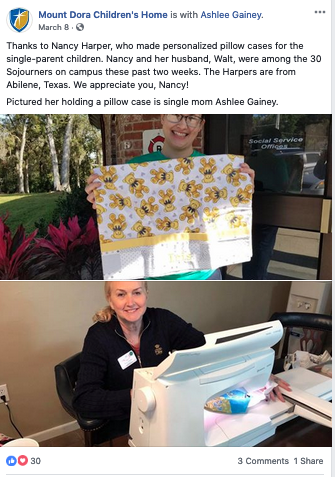 Mount Dora Children's Home is with Ashlee Gainey.
March 8 ·
Thanks to Nancy Harper, who made personalized pillow cases for the
single-parent children. Nancy and her husband, Walt, were among the 30
Sojourners on campus these past two weeks. The Harpers are from
Abilene, Texas. We appreciate you, Nancy!
Pictured her holding a pillow case is single mom Ashlee Gainey.
Social Service
Offices
30
3 Comments 1 Share